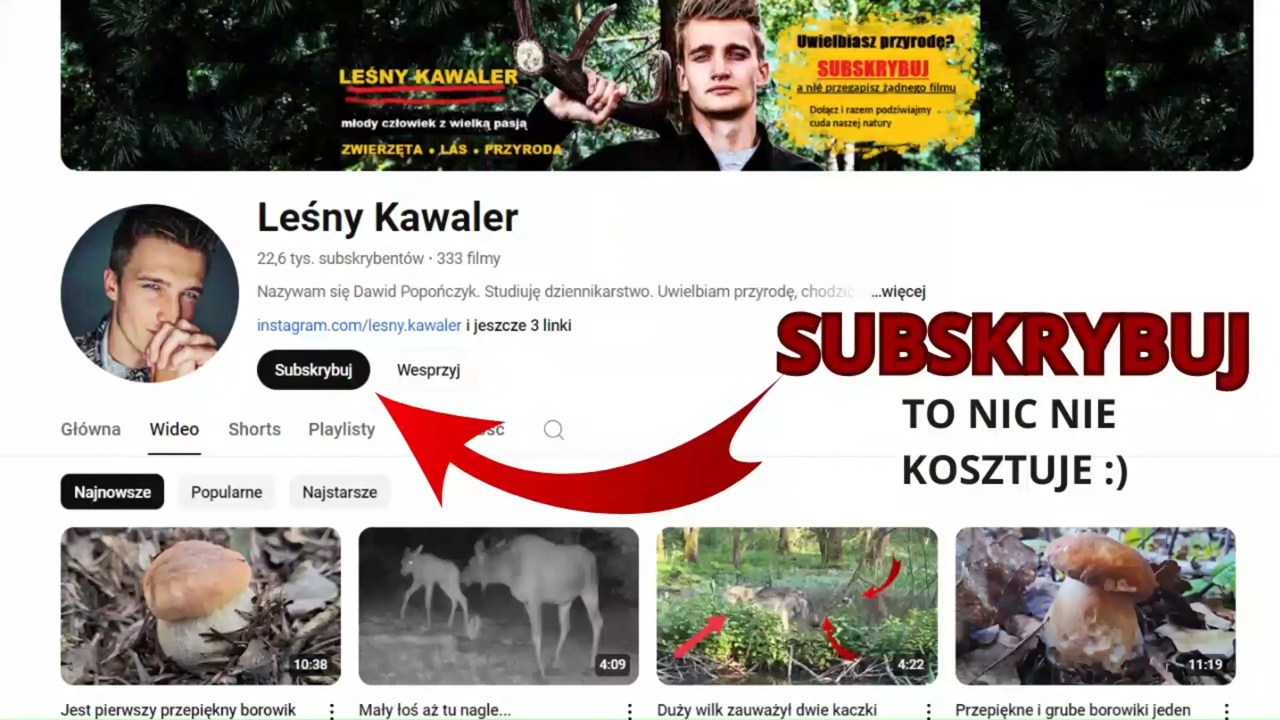 LEŚNY KAWALER
młody człowiek z wielką pasją
ZWIERZĘTA • LAS • PRZYRODA
Uwielbiasz przyrodę?
SUBSKRYBUJ
a nie przegapisz żadnego filmu
Dołącz i razem podziwiajmy
cuda naszej natury
Leśny Kawaler
22,6 tys. subskrybentów · 333 filmy
Nazywam się Dawid Popończyk. Studiuję dziennikarstwo. Uwielbiam przyrodę, ...więcej
instagram.com/lesny.kawaler i jeszcze 3 linki
Subskrybuj Wesprzyj
SUBSKRYBUJ
TO NIC NIE
KOSZTUJE :)
Główna Wideo Shorts Playlisty
Najnowsze Popularne Najstarsze
10:38 4:09 4:22 11:19
Jest pierwszy przepiękny borowik Mały łoś aż tu nagle... Duży wilk zauważył dwie kaczki Przepiękne i grube borowiki jeden